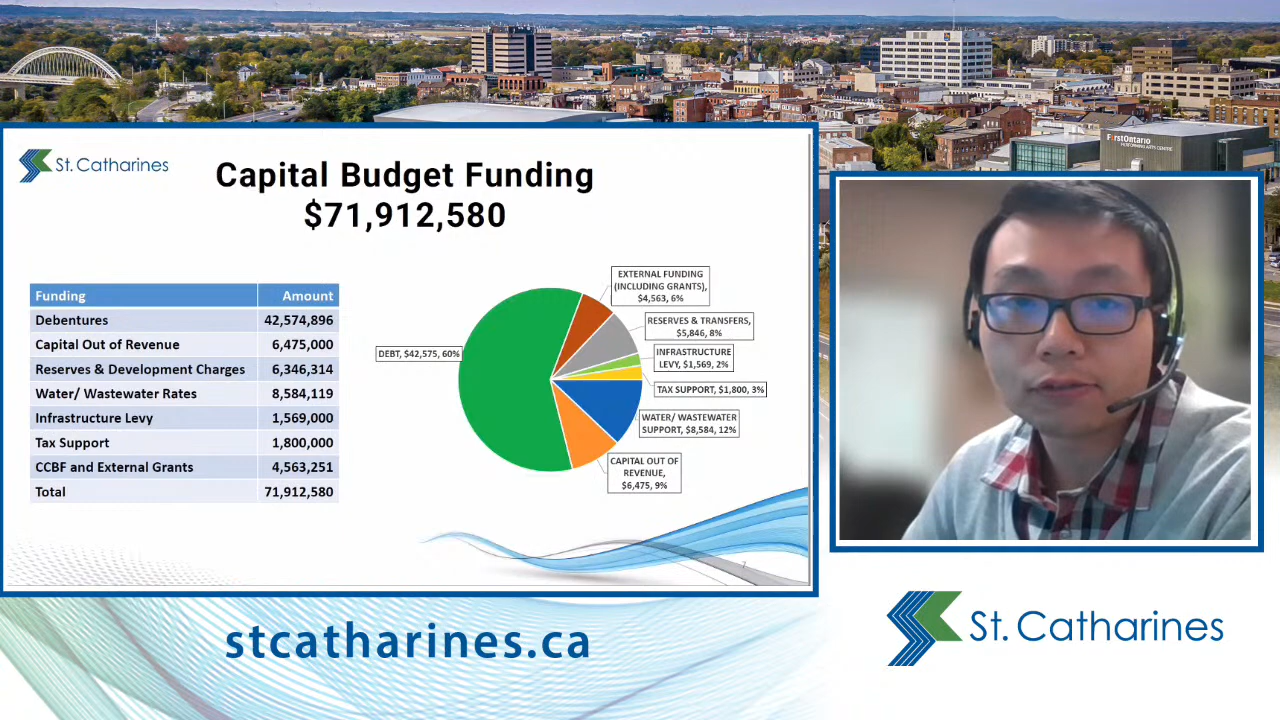 FirstOntario
PERFORMING ARTS CENTRE
St. Catharines
Capital Budget Funding
$71,912,580
Funding Amount
Debentures 42,574,896
Capital Out of Revenue 6,475,000
Reserves & Development Charges 6,346,314
Water/ Wastewater Rates 8,584,119
Infrastructure Levy 1,569,000
Tax Support 1,800,000
CCBF and External Grants 4,563,251
Total 71,912,580
EXTERNAL FUNDING
(INCLUDING GRANTS),
$4,563, 6%
RESERVES & TRANSFERS,
$5,846, 8%
DEBT, $42,575, 60%
INFRASTRUCTURE
LEVY, $1,569, 2%
TAX SUPPORT, $1,800, 3%
WATER/ WASTEWATER
SUPPORT, $8,584, 12%
CAPITAL OUT OF
REVENUE,
$6,475, 9%
7
stcatharines.ca
St. Catharines